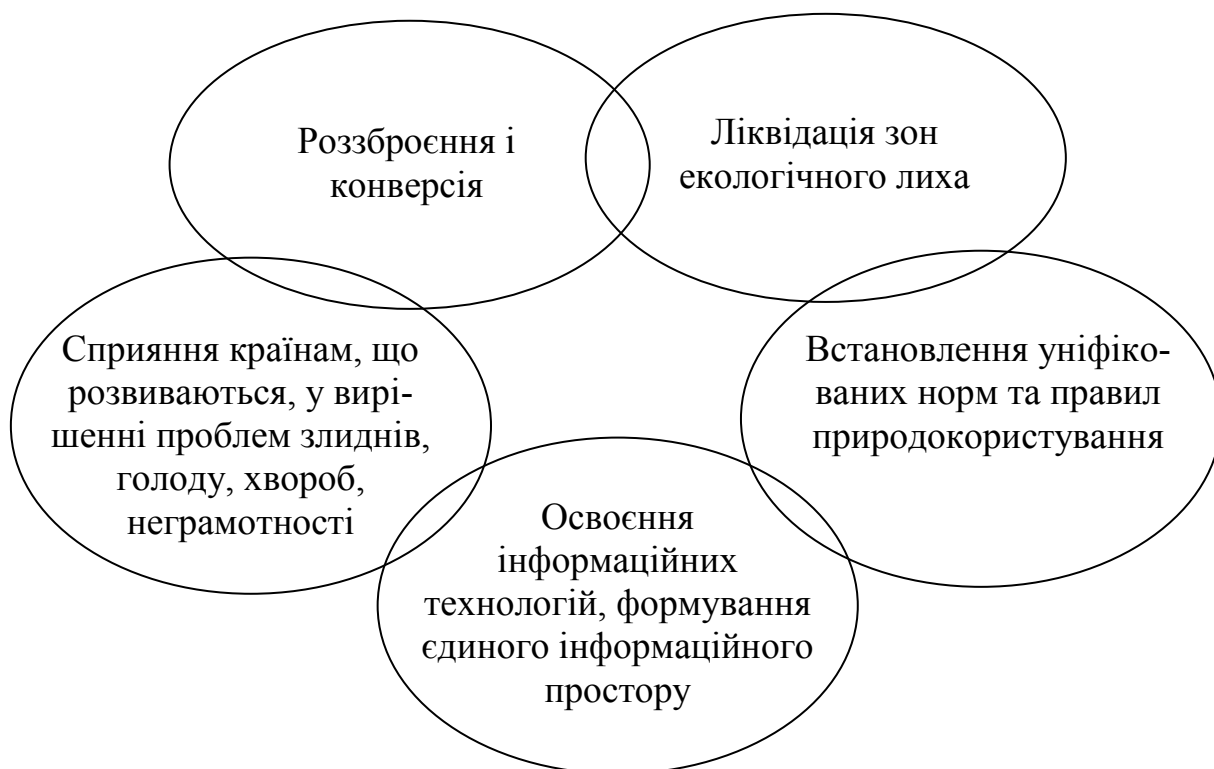 Роззброєння і
конверсія
Ліквідація зон
екологічного лиха
Сприяння країнам, що
розвиваються, у вирі-
шенні проблем злиднів,
голоду, хвороб,
неграмотності
Встановлення уніфіко-
ваних норм та правил
природокористування
Освоєння
інформаційних
технологій, формування
єдиного інформаційного
простору